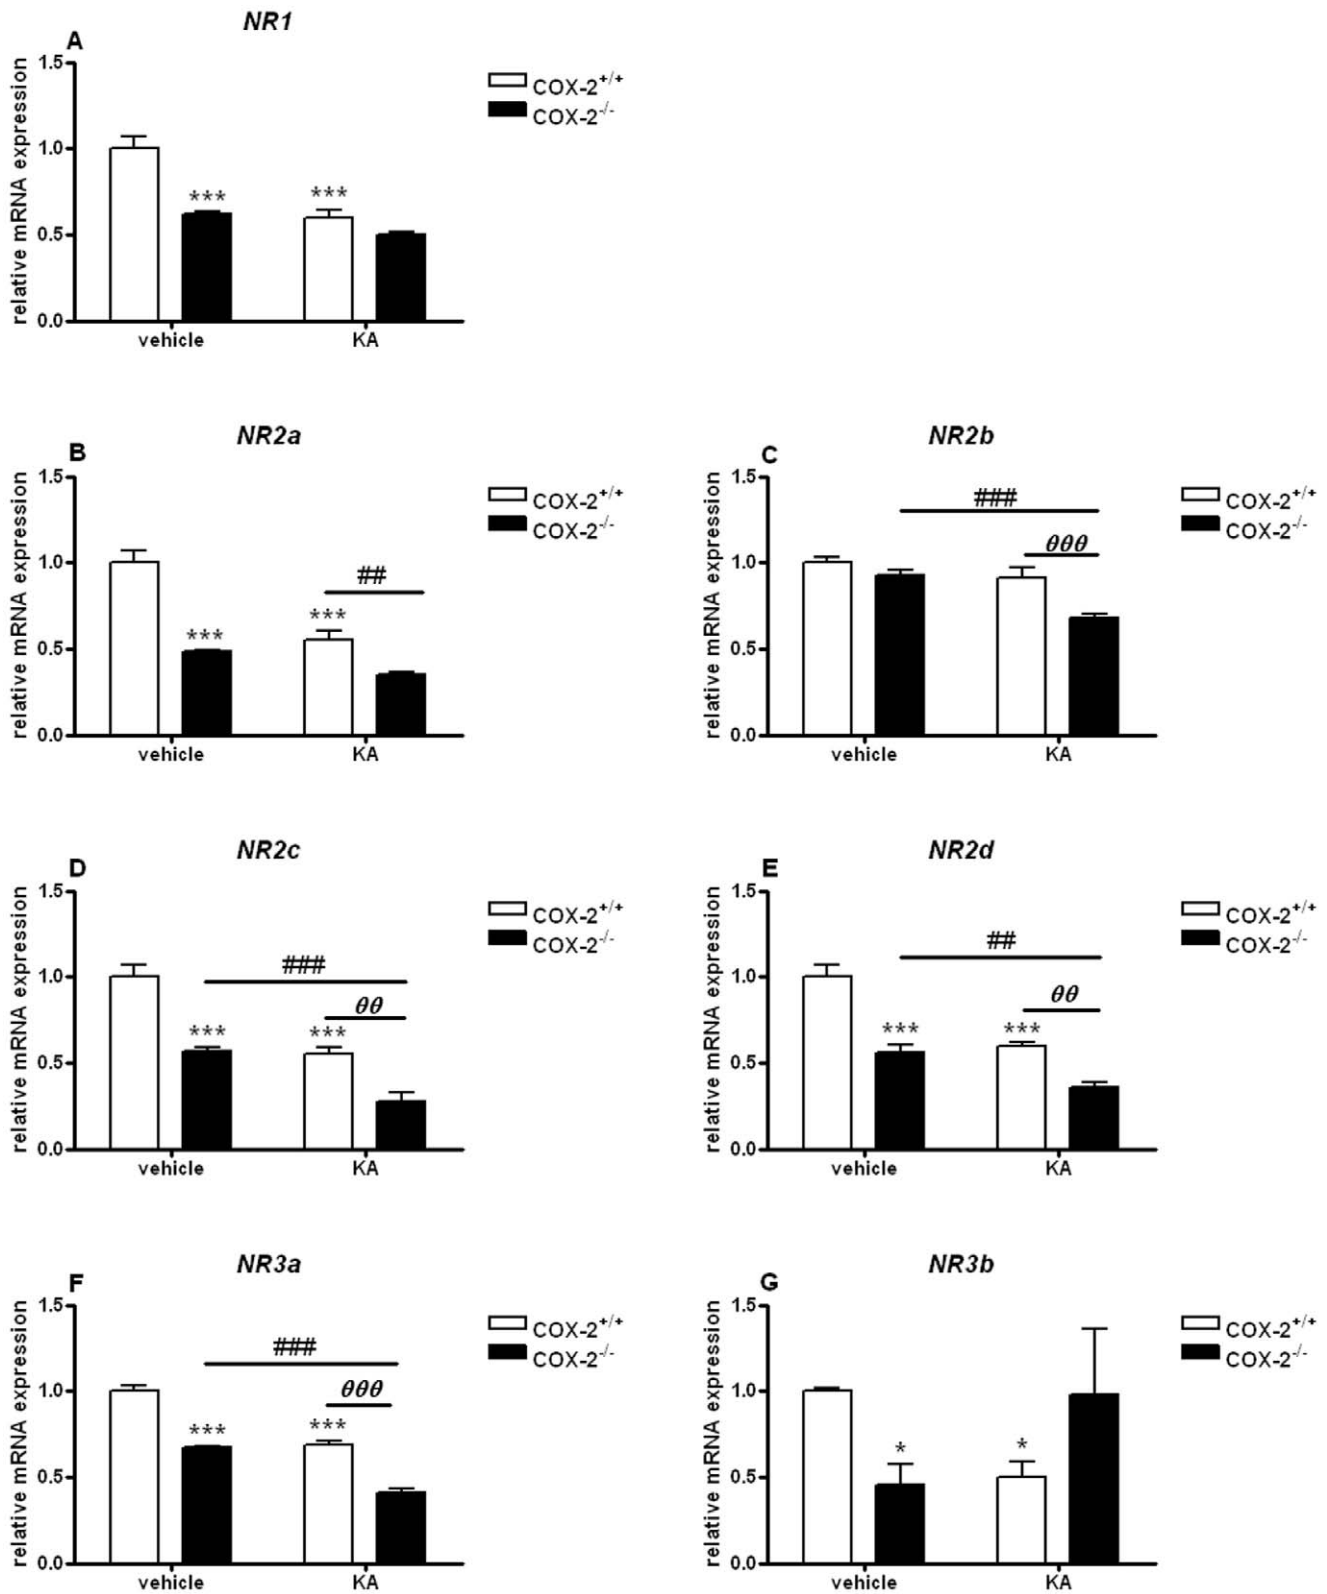 NR1
A
1.5
1.0
0.5
0.0
relative mRNA expression
***
***
vehicle
KA
COX-2+/+
COX-2-/-
NR2a
B
1.5
1.0
0.5
0.0
relative mRNA expression
##
***
***
vehicle
KA
COX-2+/+
COX-2-/-
NR2b
C
1.5
1.0
0.5
0.0
relative mRNA expression
###
θθθ
vehicle
KA
COX-2+/+
COX-2-/-
NR2c
D
1.5
1.0
0.5
0.0
relative mRNA expression
###
θθ
***
***
vehicle
KA
COX-2+/+
COX-2-/-
NR2d
E
1.5
1.0
0.5
0.0
relative mRNA expression
##
θθ
***
***
vehicle
KA
COX-2+/+
COX-2-/-
NR3a
F
1.5
1.0
0.5
0.0
relative mRNA expression
###
θθθ
***
***
vehicle
KA
COX-2+/+
COX-2-/-
NR3b
G
1.5
1.0
0.5
0.0
relative mRNA expression
*
*
vehicle
KA
COX-2+/+
COX-2-/-